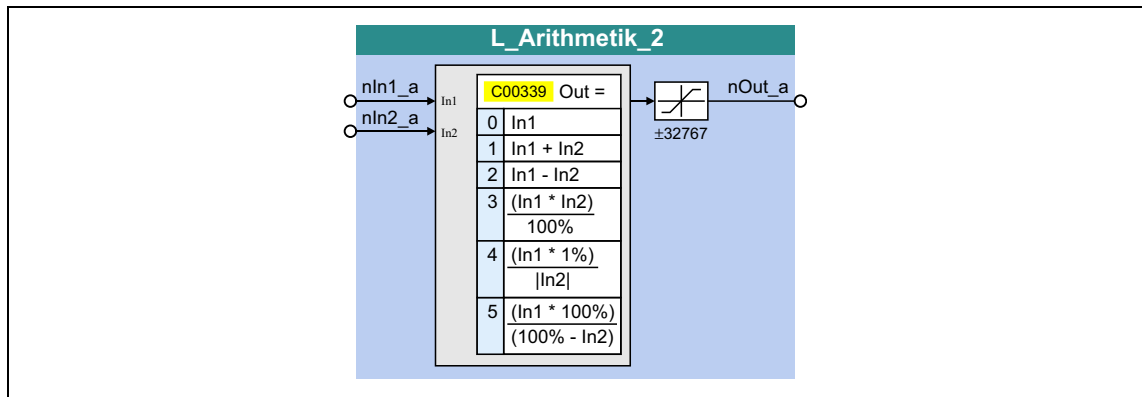 L_Arithmetik_2
nIn1_a
nIn2_a
In1
In2
C00339 Out =
0 In1
1 In1 + In2
2 In1 - In2
3 (In1 * In2)
100%
4 (In1 * 1%)
|In2|
5 (In1 * 100%)
(100% - In2)
±32767
nOut_a